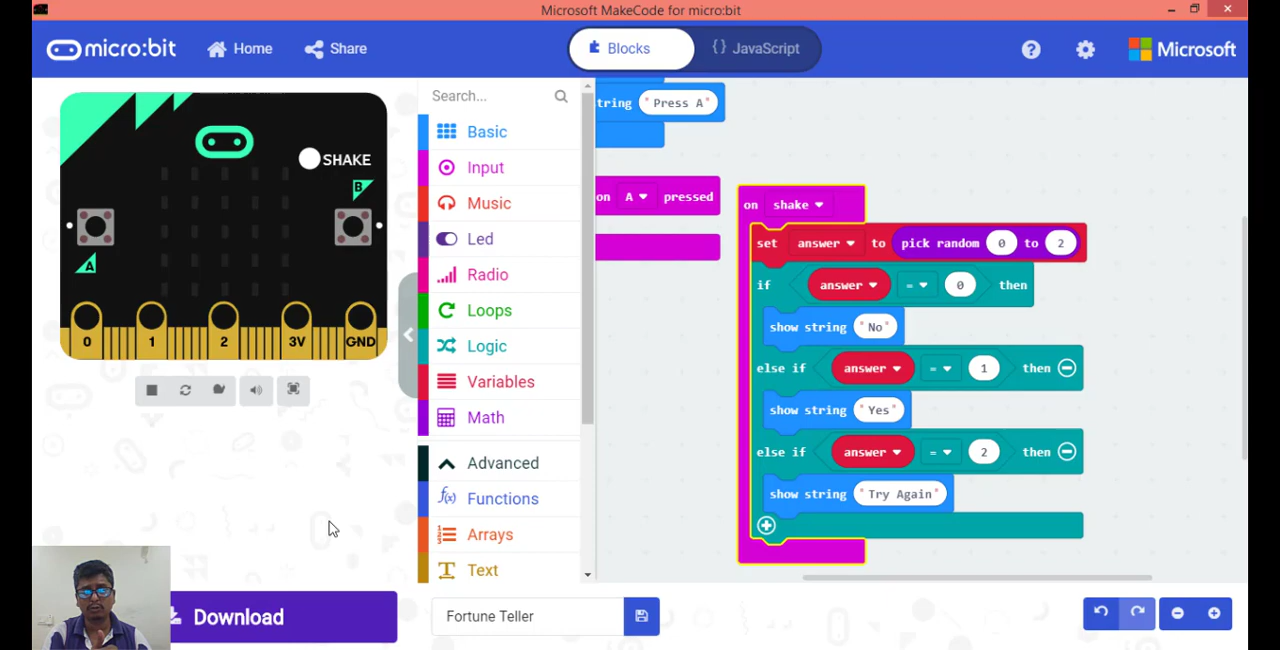 Microsoft MakeCode for micro:bit
micro:bit Home Share Blocks {} JavaScript ? Microsoft
SHAKE
B
A
0 1 2 3V GND
Search...
Basic
Input
Music
Led
Radio
Loops
Logic
Variables
Math
Advanced
f(x) Functions
Arrays
T Text
tring "Press A"
on A pressed
on shake
set answer to pick random 0 to 2
if answer = 0 then
show string "No"
else if answer = 1 then
show string "Yes"
else if answer = 2 then
show string "Try Again"
Download
Fortune Teller